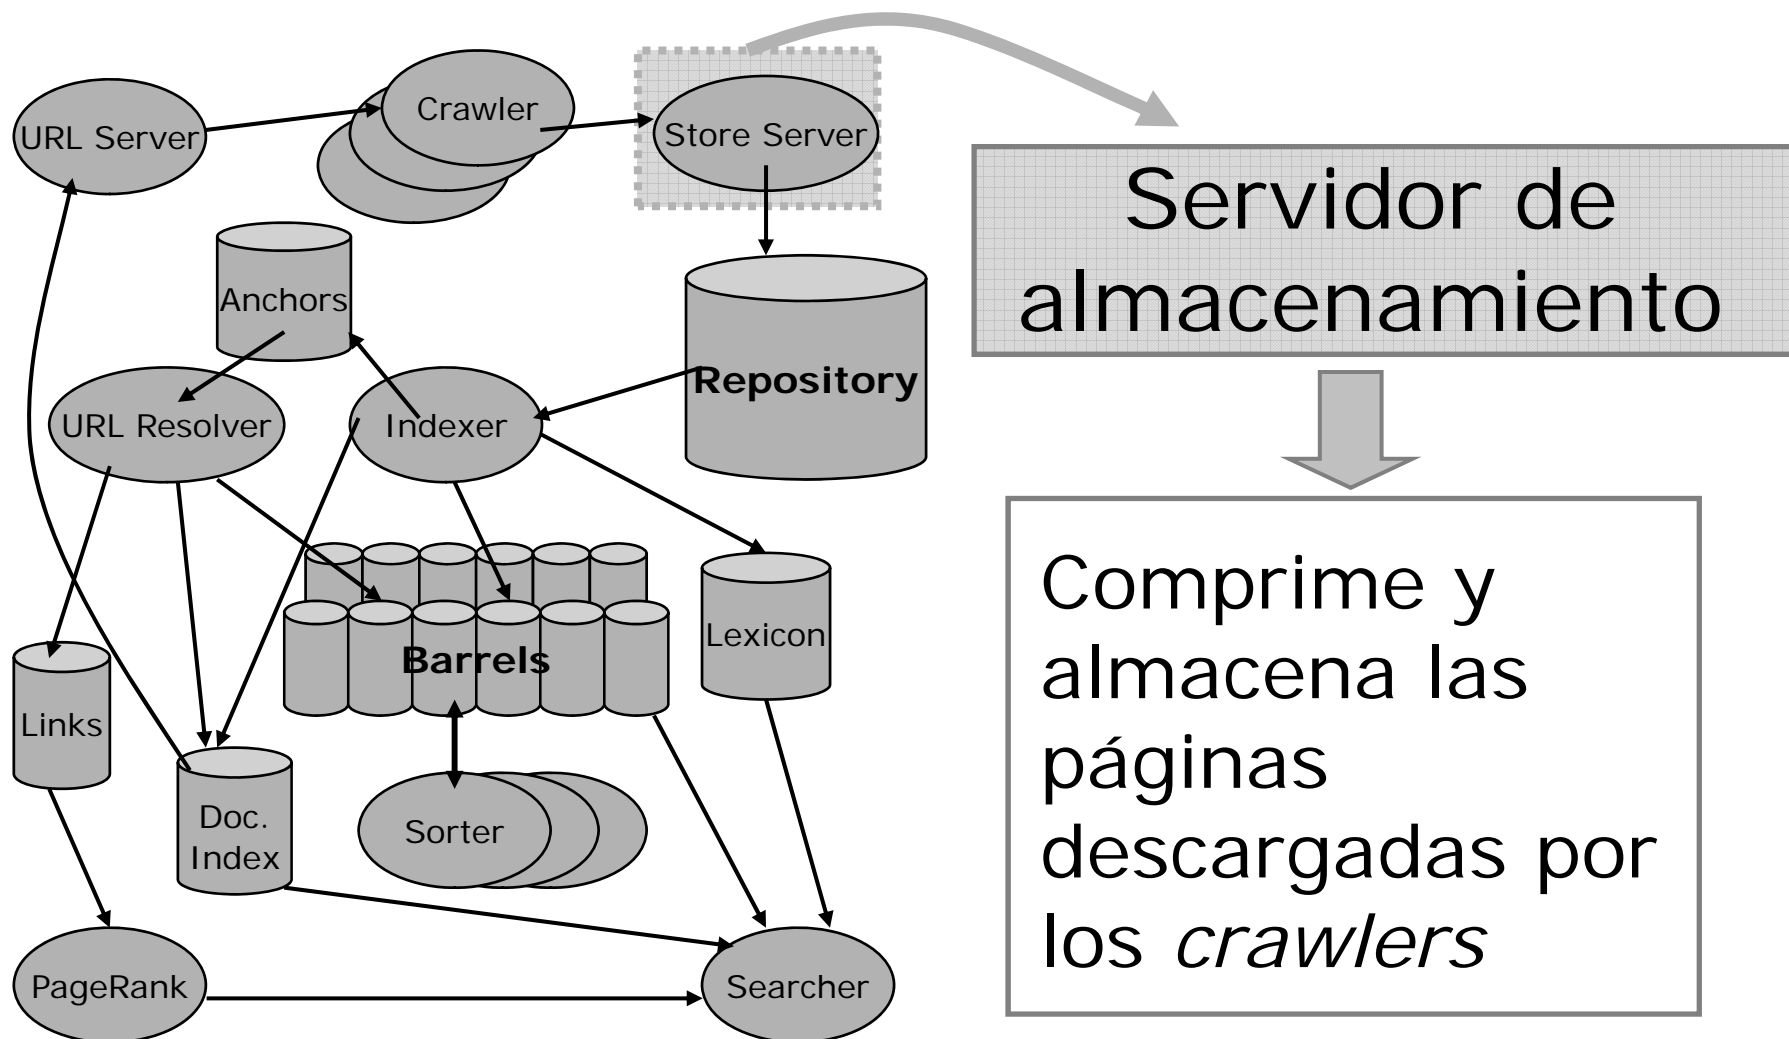 Crawler
URL Server
Store Server
Anchors
Repository
URL Resolver
Indexer
Lexicon
Barrels
Links
Doc.
Index
Sorter
PageRank
Searcher
Servidor de
almacenamiento
Comprime y
almacena las
páginas
descargadas por
los crawlers